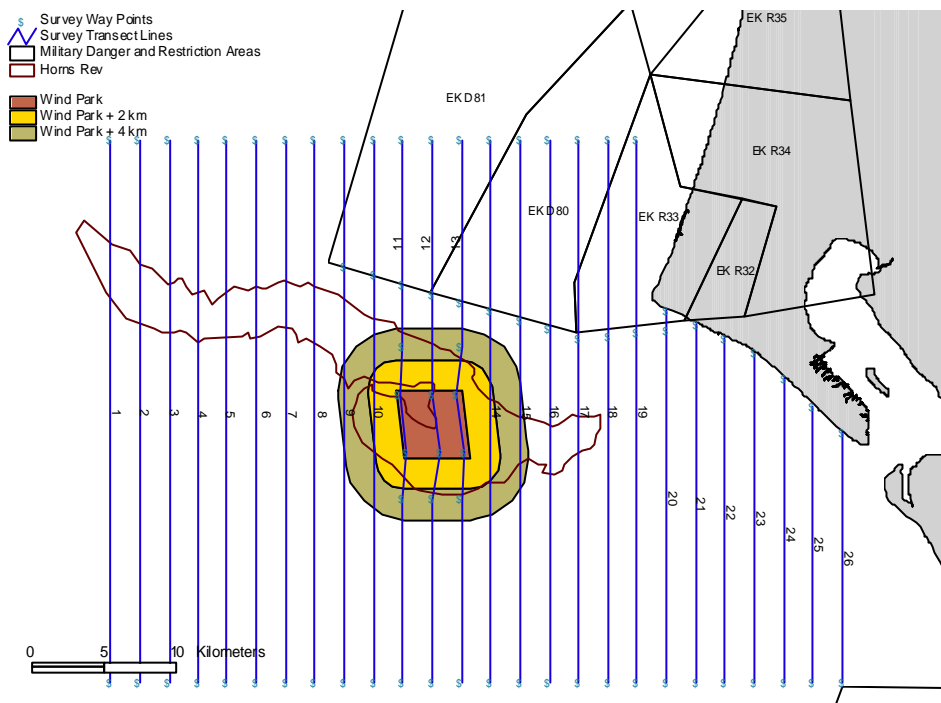 Survey Way Points
Survey Transect Lines
Military Danger and Restriction Areas
Horns Rev
Wind Park
Wind Park + 2 km
Wind Park + 4 km
EK R35
EK D81
EK R34
EK D80
EK R33
EK R32
11
12
13
1
2
3
4
5
6
7
8
9
10
14
15
16
17
18
19
20
21
22
23
24
25
26
0 5 10 Kilometers